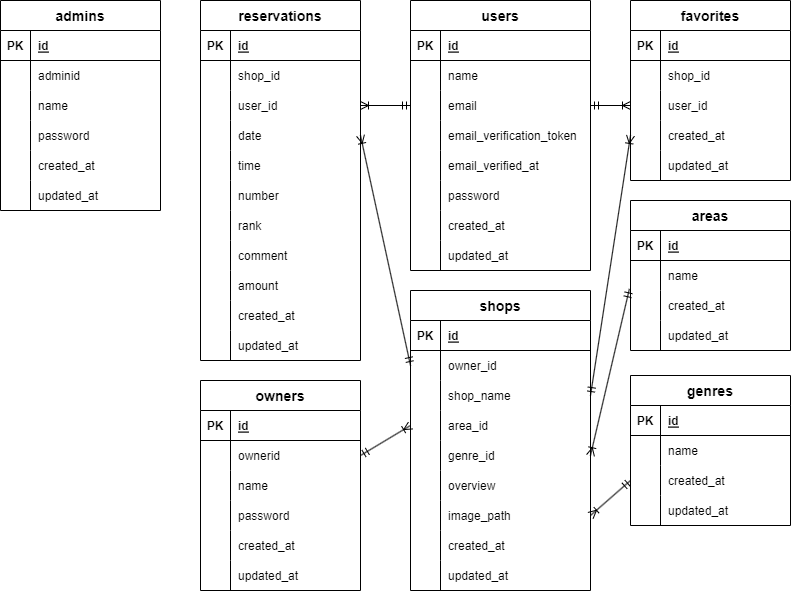 admins
PK id
adminid
name
password
created_at
updated_at
reservations
PK id
shop_id
user_id
date
time
number
rank
comment
amount
created_at
updated_at
users
PK id
name
email
email_verification_token
email_verified_at
password
created_at
updated_at
favorites
PK id
shop_id
user_id
created_at
updated_at
areas
PK id
name
created_at
updated_at
shops
PK id
owner_id
shop_name
area_id
genre_id
overview
image_path
created_at
updated_at
owners
PK id
ownerid
name
password
created_at
updated_at
genres
PK id
name
created_at
updated_at